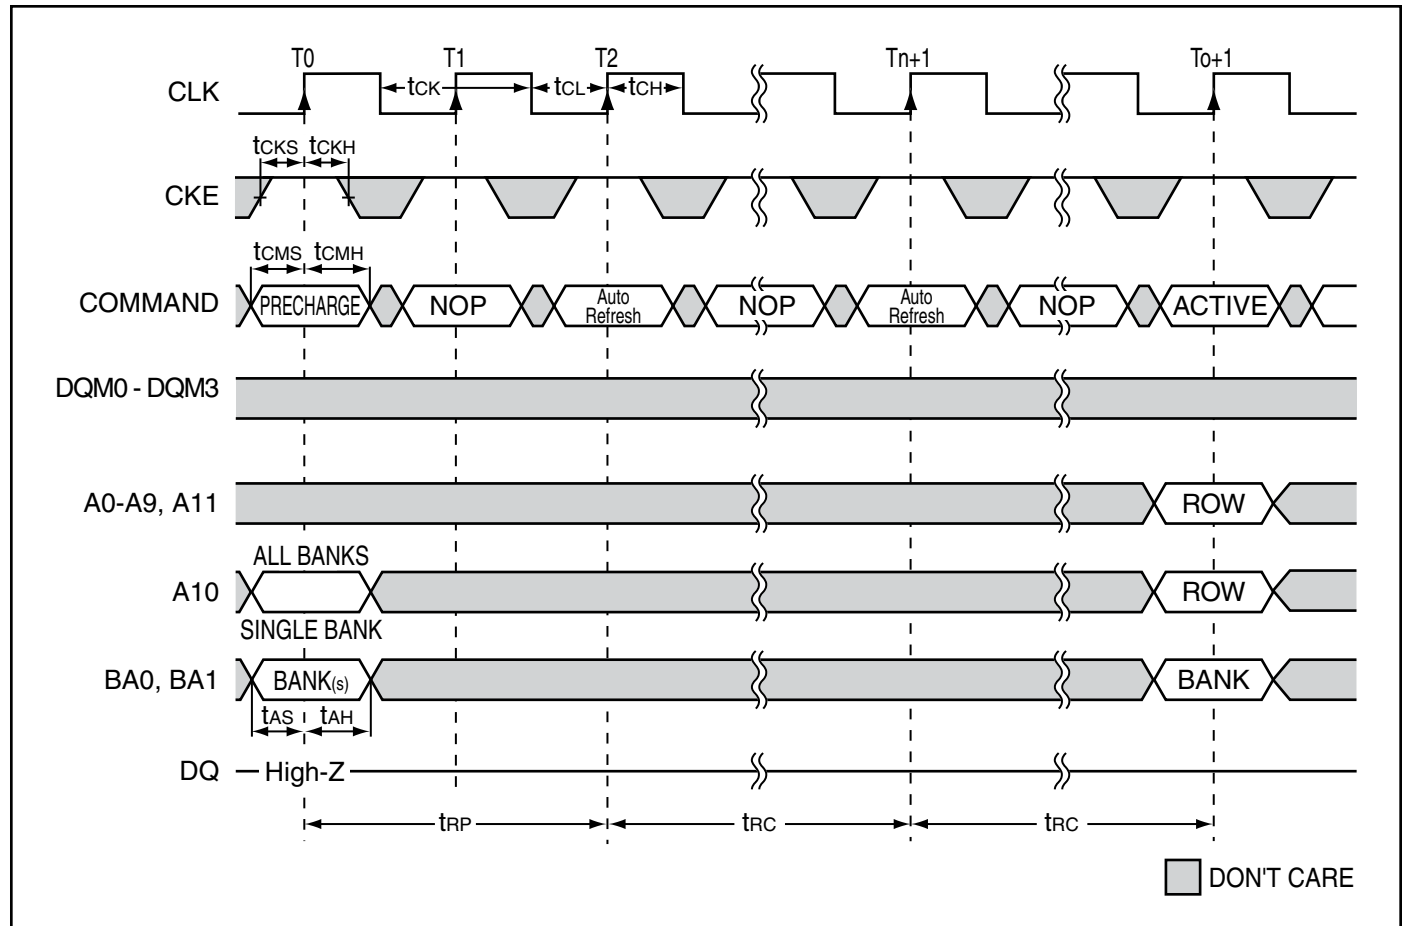 T0 T1 T2 Tn+1 To+1
CLK tCK tCL tCH
tCKS tCKH
CKE
tCMS tCMH
COMMAND PRECHARGE NOP Auto Refresh NOP Auto Refresh NOP ACTIVE
DQM0 - DQM3
A0-A9, A11 ROW
ALL BANKS
A10 ROW
SINGLE BANK
BA0, BA1 BANK(s) BANK
tAS tAH
DQ High-Z
tRP tRC tRC
DON'T CARE